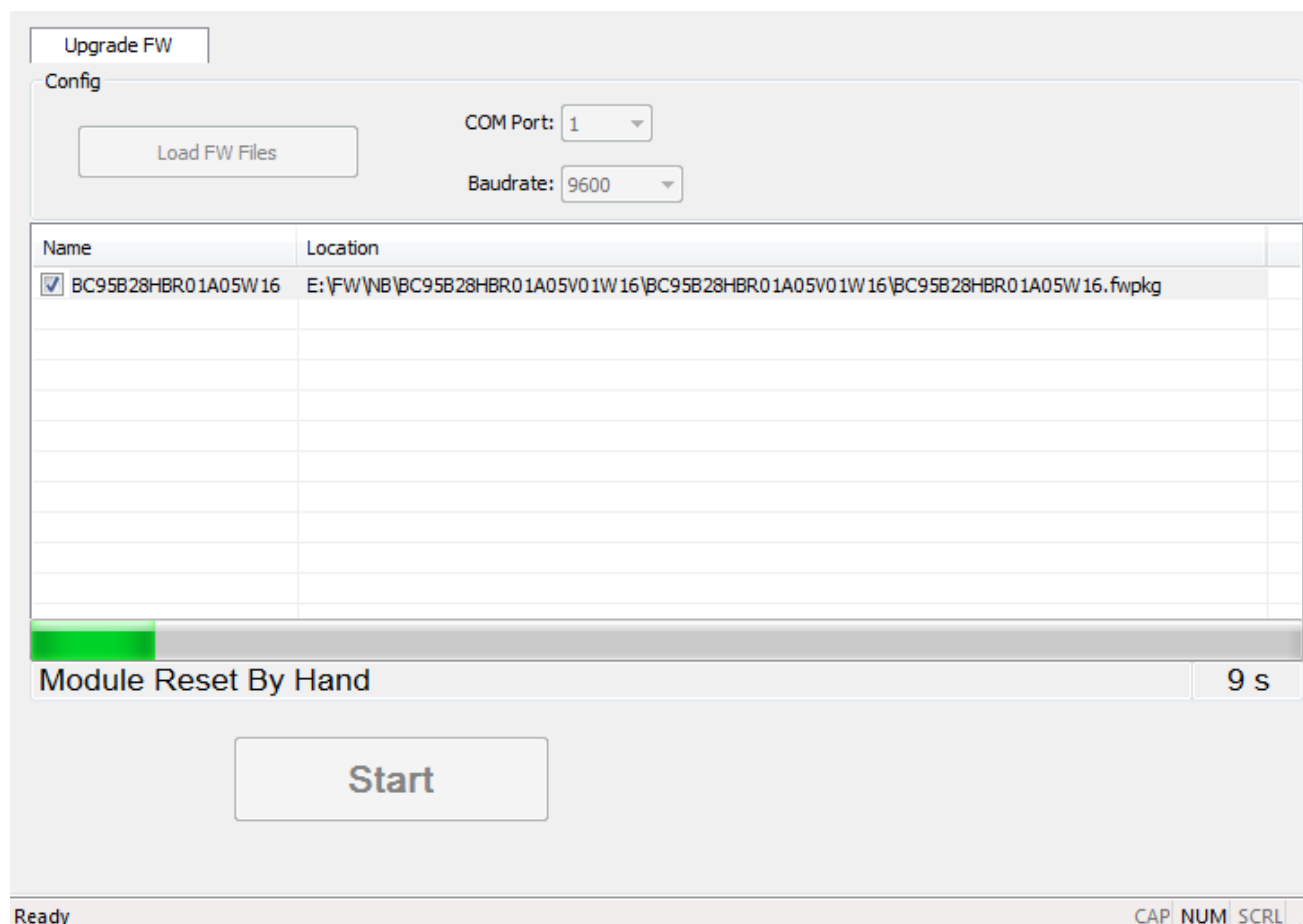 Upgrade FW
Config
Load FW Files
COM Port: 1
Baudrate: 9600
Name Location
BC95B28HBR01A05W16 E:\FW\NB\BC95B28HBR01A05V01W16\BC95B28HBR01A05V01W16\BC95B28HBR01A05W16.fwpkg
Module Reset By Hand 9 s
Start
Ready CAP NUM SCRL